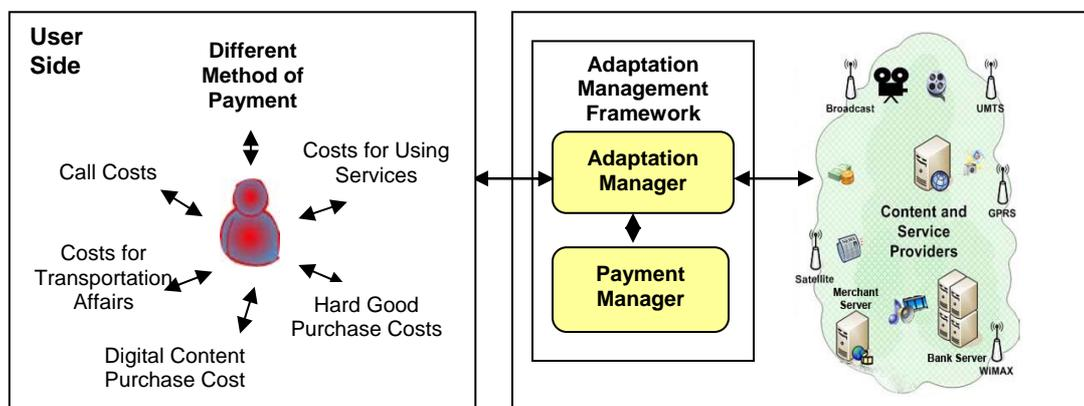 User
Side
Different
Method of
Payment
Call Costs
Costs for Using
Services
Costs for
Transportation
Affairs
Hard Good
Purchase Costs
Digital Content
Purchase Cost
Adaptation
Management
Framework
Adaptation
Manager
Payment
Manager
Broadcast
UMTS
GPRS
Content and
Service
Providers
Satellite
Merchant
Server
Bank Server
WiMAX